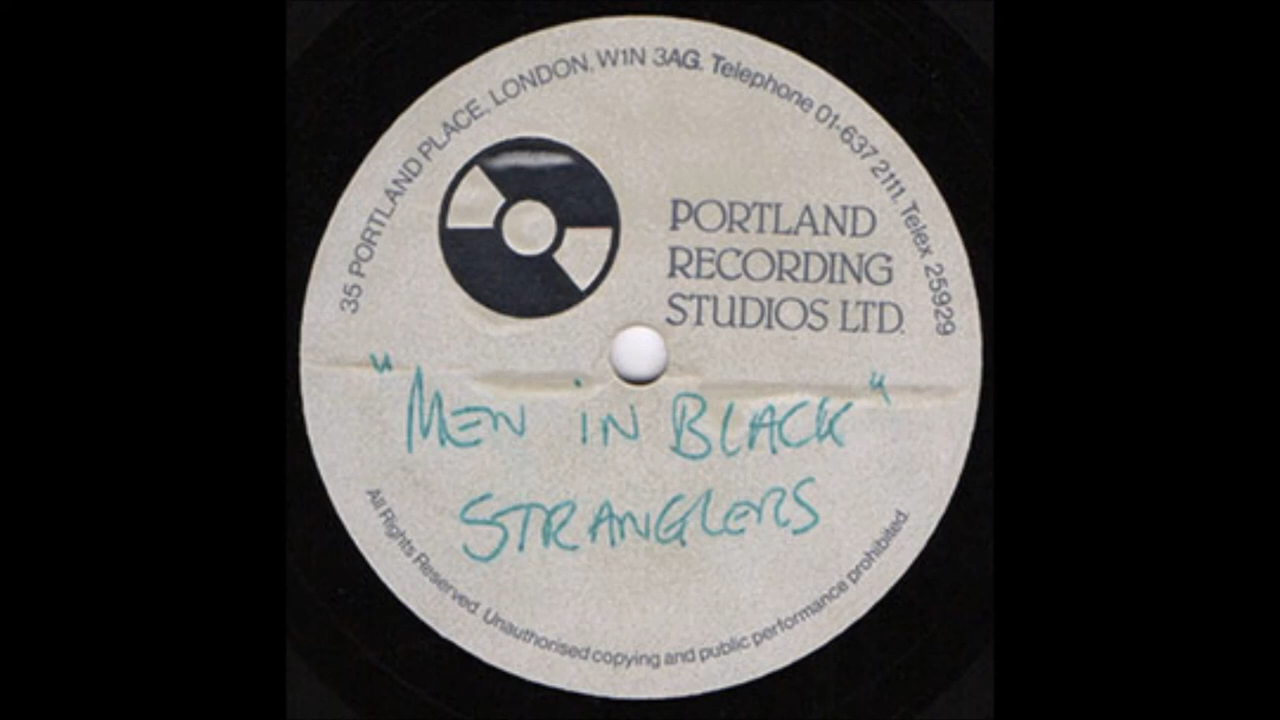 35 PORTLAND PLACE, LONDON, W1N 3AG. Telephone 01-637 2111. Telex 25929
PORTLAND
RECORDING
STUDIOS LTD.
"MEN IN BLACK"
STRANGLERS
All Rights Reserved. Unauthorised copying and public performance prohibited.